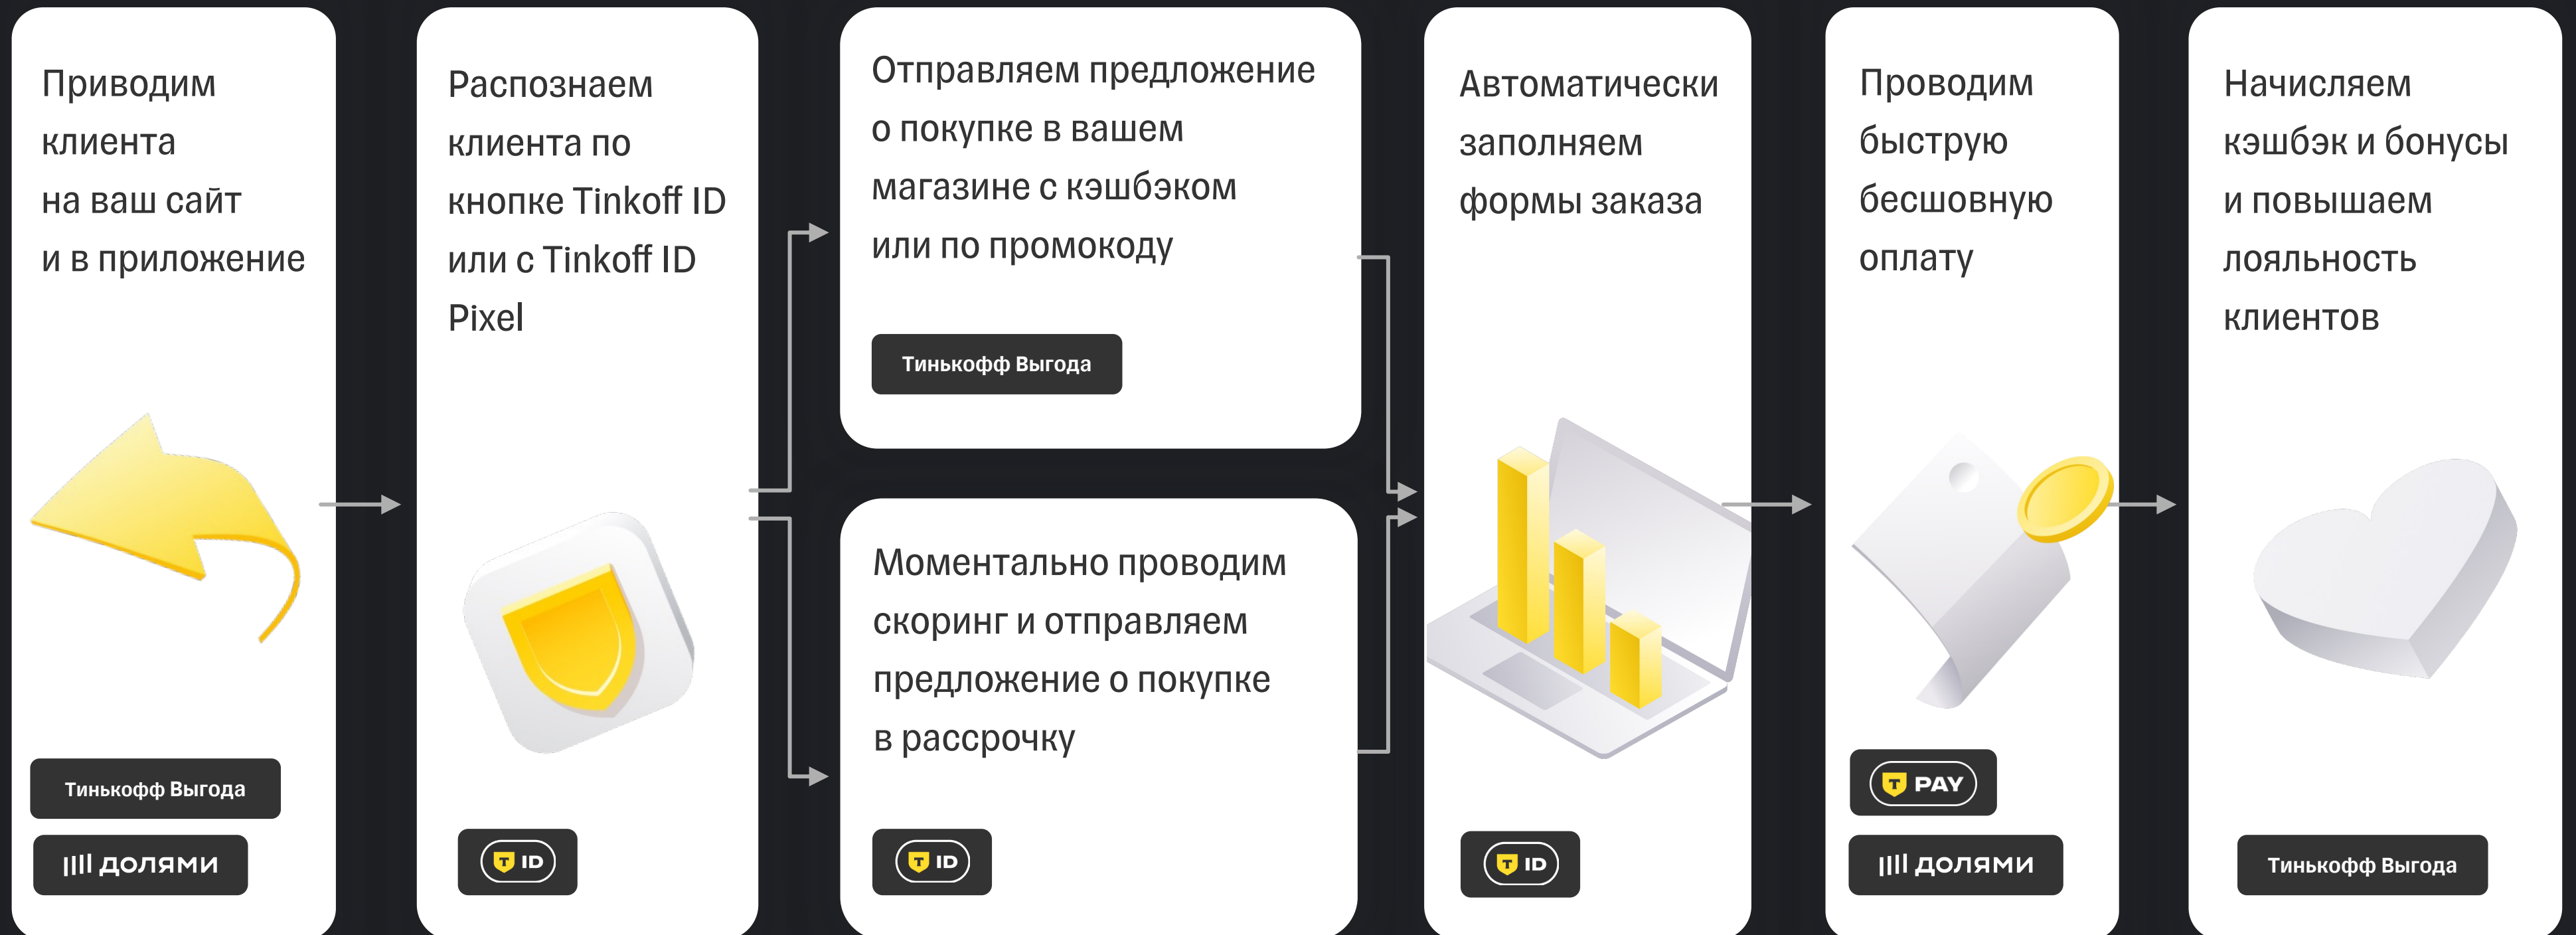 Приводим
клиента
на ваш сайт
и в приложение
Тинькофф Выгода
ДОЛЯМИ
Распознаем
клиента по
кнопке Tinkoff ID
или с Tinkoff ID
Pixel
Т ID
Отправляем предложение
о покупке в вашем
магазине с кэшбэком
или по промокоду
Тинькофф Выгода
Моментально проводим
скоринг и отправляем
предложение о покупке
в рассрочку
Т ID
Автоматически
заполняем
формы заказа
Т ID
Проводим
быструю
бесшовную
оплату
Т PAY
ДОЛЯМИ
Начисляем
кэшбэк и бонусы
и повышаем
лояльность
клиентов
Тинькофф Выгода